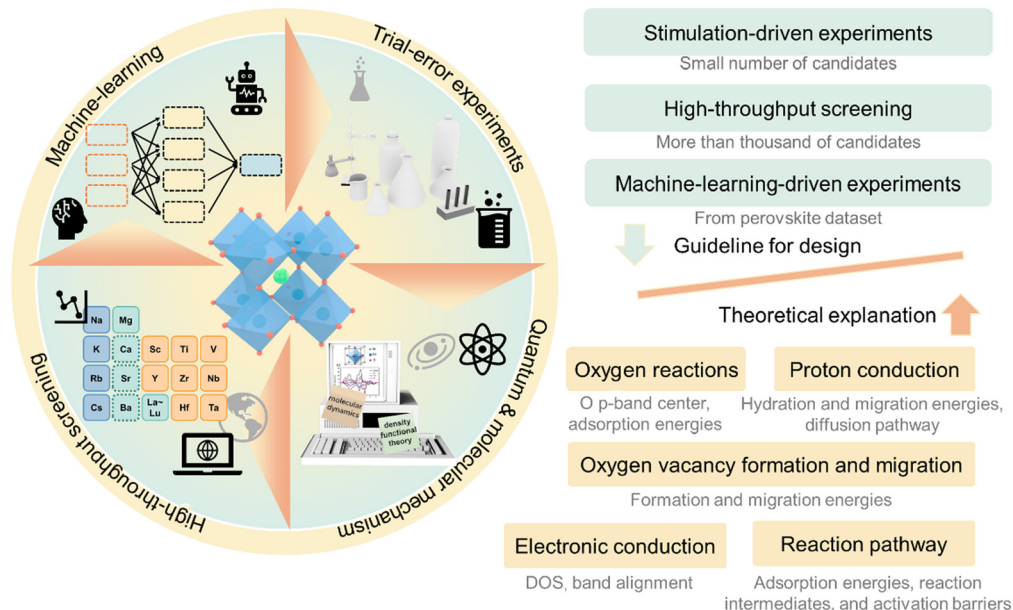 Machine-learning
Trial-error experiments
High-throughput screening
Quantum & molecular mechanism
Na Mg
K Ca Sc Ti V
Rb Sr Y Zr Nb
Cs Ba La~
Lu Hf Ta
molecular
dynamics
density
functional
theory
Stimulation-driven experiments
Small number of candidates
High-throughput screening
More than thousand of candidates
Machine-learning-driven experiments
From perovskite dataset
Guideline for design
Theoretical explanation
Oxygen reactions
O p-band center,
adsorption energies
Proton conduction
Hydration and migration energies,
diffusion pathway
Oxygen vacancy formation and migration
Formation and migration energies
Electronic conduction
DOS, band alignment
Reaction pathway
Adsorption energies, reaction
intermediates, and activation barriers